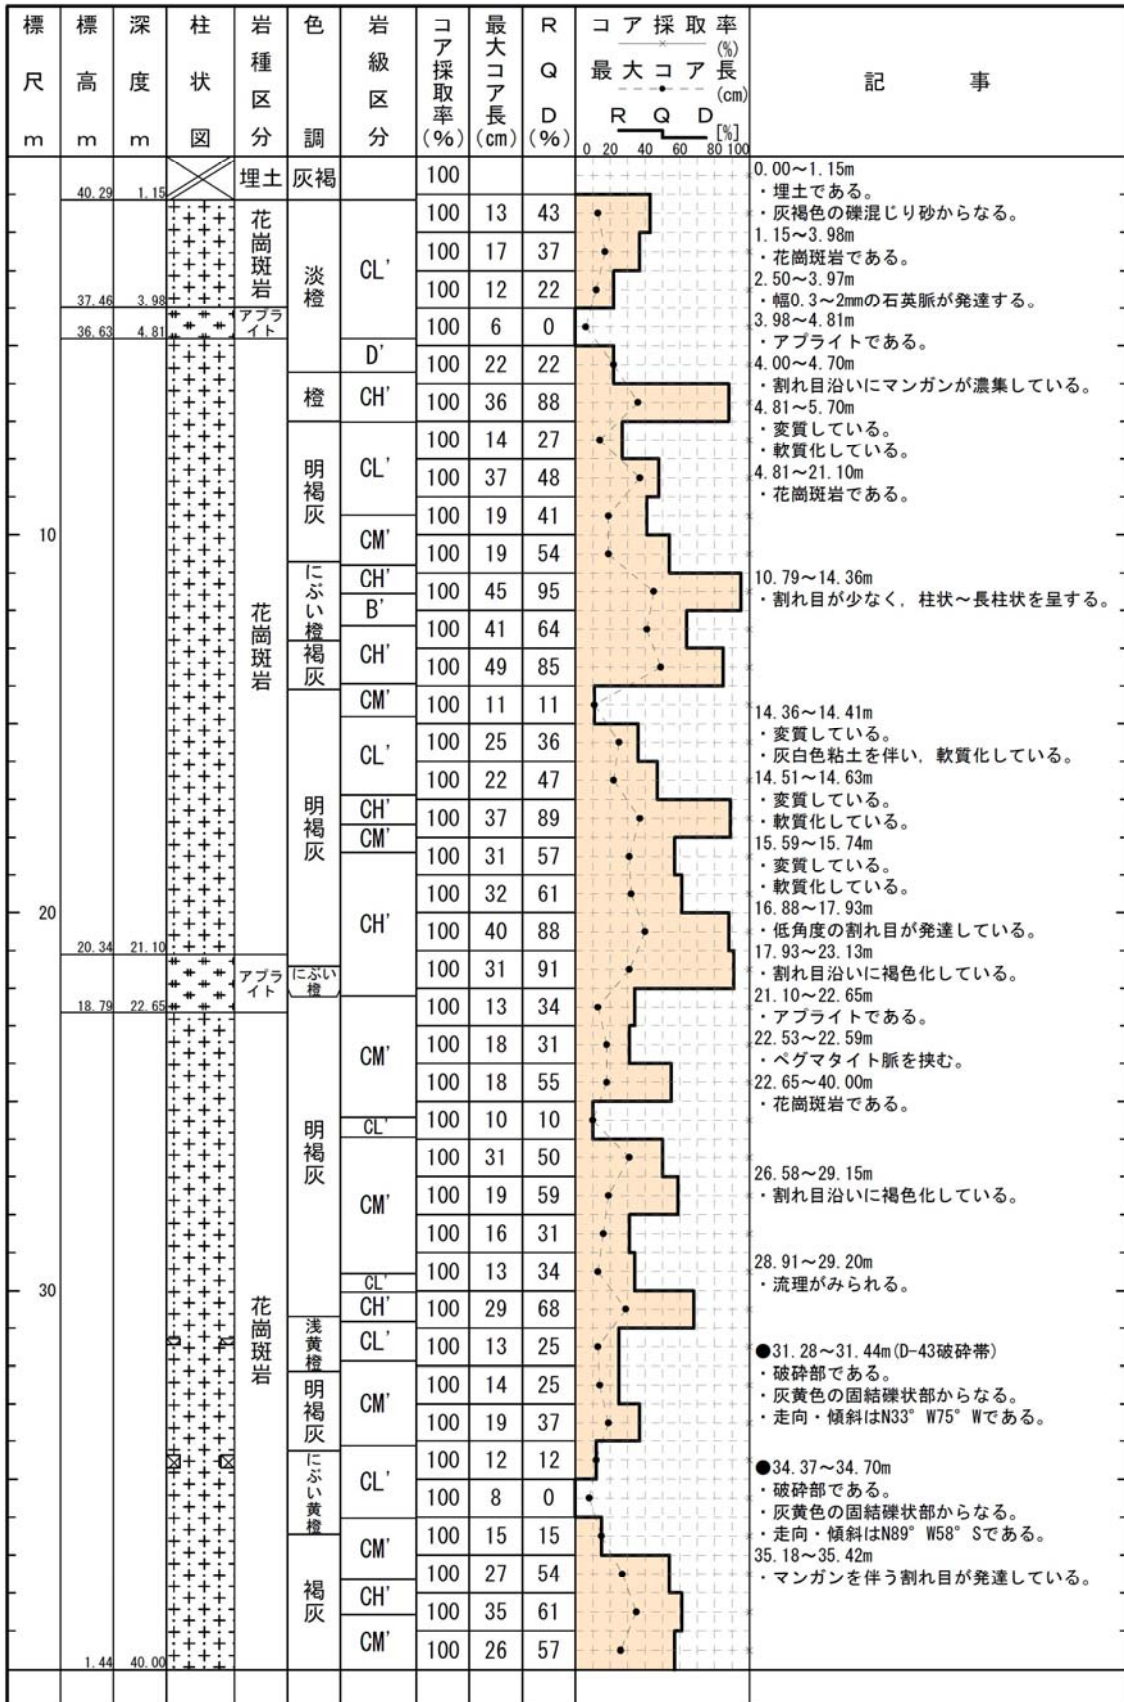 標尺 m
標高 m
深度 m
柱状図
岩種区分
色調
岩級区分
コア採取率(%)
最大コア長(cm)
RQD(%)
コア採取率
(%)
最大コア長
(cm)
RQD
[%]
0 20 40 60 80 100
記事
埋土 灰褐 100
40.29 1.15
花崗斑岩
淡橙
CL'
100 13 43
100 17 37
100 12 22
37.46 3.98
アプライト
100 6 0
36.63 4.81
D'
100 22 22
橙 CH'
100 36 88
明褐灰
CL'
100 14 27
100 37 48
100 19 41
10
CM'
100 19 54
にぶい橙
CH'
100 45 95
B'
花崗斑岩
100 41 64
褐灰
CH'
100 49 85
CM'
100 11 11
CL'
100 25 36
100 22 47
明褐灰
CH'
100 37 89
CM'
100 31 57
100 32 61
20
CH'
100 40 88
20.34 21.10
アプライト
にぶい橙
100 31 91
18.79 22.65
100 13 34
CM'
100 18 31
100 18 55
明褐灰
CL'
100 10 10
100 31 50
CM'
100 19 59
100 16 31
100 13 34
CL'
30
CH'
100 29 68
花崗斑岩
浅黄橙
CL'
100 13 25
100 14 25
明褐灰
CM'
100 19 37
にぶい黄橙
CL'
100 12 12
100 8 0
100 15 15
CM'
100 27 54
褐灰
CH'
100 35 61
CM'
100 26 57
1.44 40.00
0.00～1.15m
・埋土である。
・灰褐色の礫混じり砂からなる。
1.15～3.98m
・花崗斑岩である。
2.50～3.97m
・幅0.3～2mmの石英脈が発達する。
3.98～4.81m
・アプライトである。
4.00～4.70m
・割れ目沿いにマンガンが濃集している。
4.81～5.70m
・変質している。
・軟質化している。
4.81～21.10m
・花崗斑岩である。
10.79～14.36m
・割れ目が少なく，柱状～長柱状を呈する。
14.36～14.41m
・変質している。
・灰白色粘土を伴い，軟質化している。
14.51～14.63m
・変質している。
・軟質化している。
15.59～15.74m
・変質している。
・軟質化している。
16.88～17.93m
・低角度の割れ目が発達している。
17.93～23.13m
・割れ目沿いに褐色化している。
21.10～22.65m
・アプライトである。
22.53～22.59m
・ペグマタイト脈を挟む。
22.65～40.00m
・花崗斑岩である。
26.58～29.15m
・割れ目沿いに褐色化している。
28.91～29.20m
・流理がみられる。
●31.28～31.44m(D-43破砕帯)
・破砕部である。
・灰黄色の固結礫状部からなる。
・走向・傾斜はN33°W75°Wである。
●34.37～34.70m
・破砕部である。
・灰黄色の固結礫状部からなる。
・走向・傾斜はN89°W58°Sである。
35.18～35.42m
・マンガンを伴う割れ目が発達している。